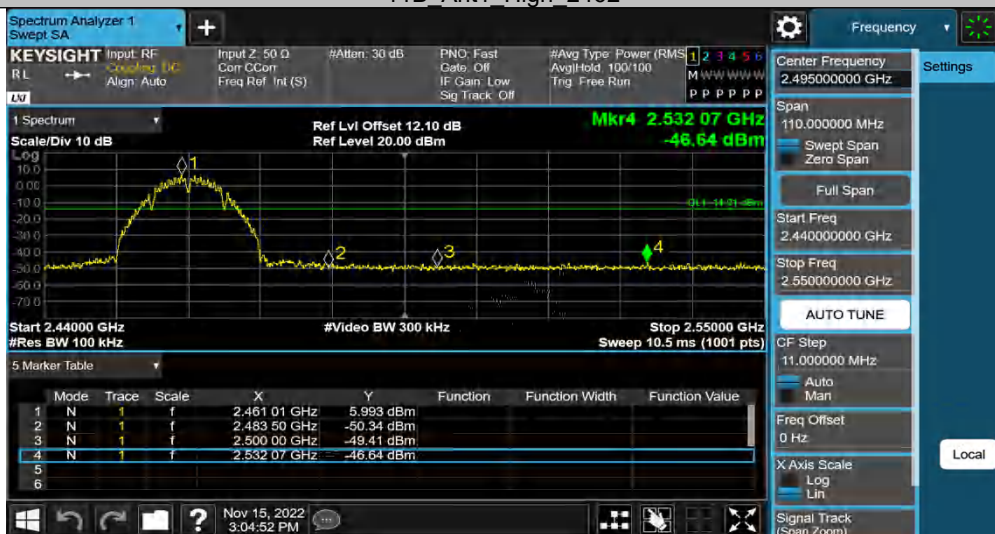 11B_Ant1_High_2462
Spectrum Analyzer 1
Swept SA
Frequency
KEYSIGHT
RL
LXI
Input: RF
Coupling: DC
Align: Auto
Input Z: 50 Ω
Corr CCorr
Freq Ref: Int (S)
#Atten: 30 dB
PNO: Fast
Gate: Off
IF Gain: Low
Sig Track: Off
#Avg Type: Power (RMS)
Avg|Hold: 100/100
Trig: Free Run
1 2 3 4 5 6
M W W W W W
P P P P P P
1 Spectrum
Scale/Div 10 dB
Ref Lvl Offset 12.10 dB
Ref Level 20.00 dBm
Mkr4 2.532 07 GHz
-46.64 dBm
Log
10.0
0.00
-10.0
-20.0
-30.0
-40.0
-50.0
-60.0
-70.0
DL1 -14.21 dBm
1
2
3
4
Start 2.44000 GHz
#Res BW 100 kHz
#Video BW 300 kHz
Stop 2.55000 GHz
Sweep 10.5 ms (1001 pts)
5 Marker Table
Mode Trace Scale X Y Function Function Width Function Value
1 N 1 f 2.461 01 GHz 5.993 dBm
2 N 1 f 2.483 50 GHz -50.34 dBm
3 N 1 f 2.500 00 GHz -49.41 dBm
4 N 1 f 2.532 07 GHz -46.64 dBm
5
6
Nov 15, 2022
3:04:52 PM
Center Frequency
2.495000000 GHz
Settings
Span
110.000000 MHz
Swept Span
Zero Span
Full Span
Start Freq
2.440000000 GHz
Stop Freq
2.550000000 GHz
AUTO TUNE
CF Step
11.000000 MHz
Auto
Man
Freq Offset
0 Hz
X Axis Scale
Log
Lin
Local
Signal Track
(Span Zoom)